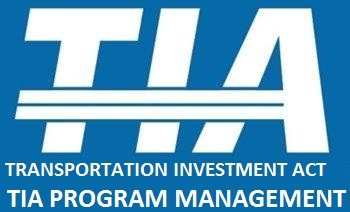 TIA
TRANSPORTATION INVESTMENT ACT
TIA PROGRAM MANAGEMENT